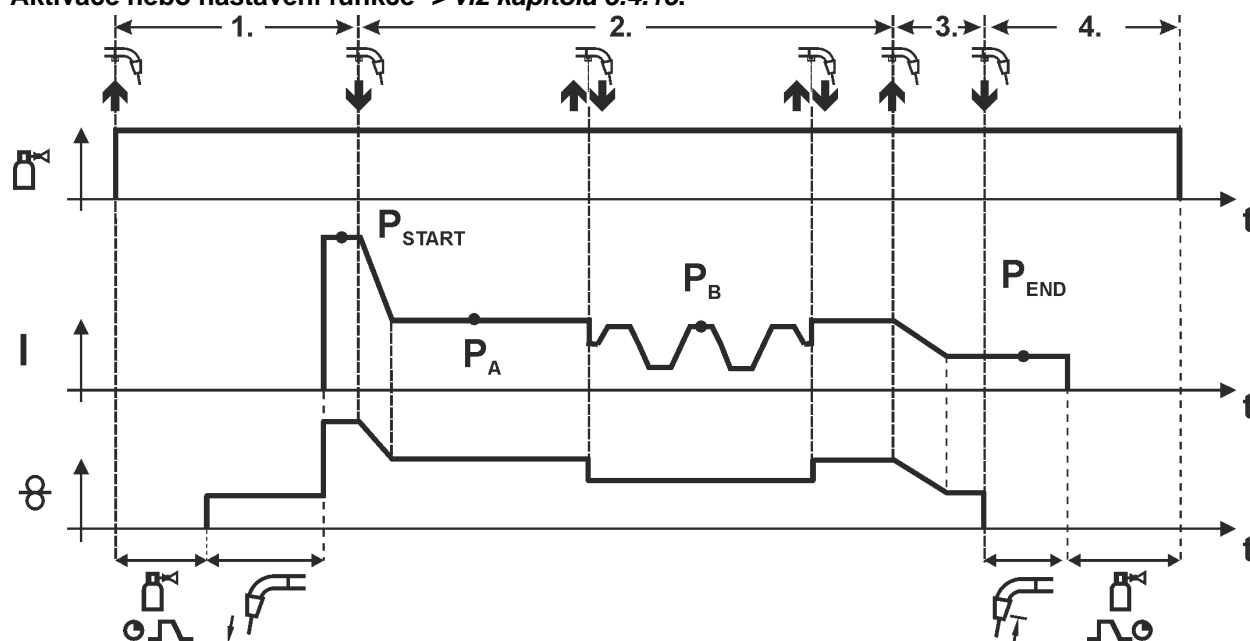 Aktivace nebo nastavení funkce > viz kapitola 5.4.13.
1. 2. 3. 4.
t
P START
P B
P END
I
P A
t
t